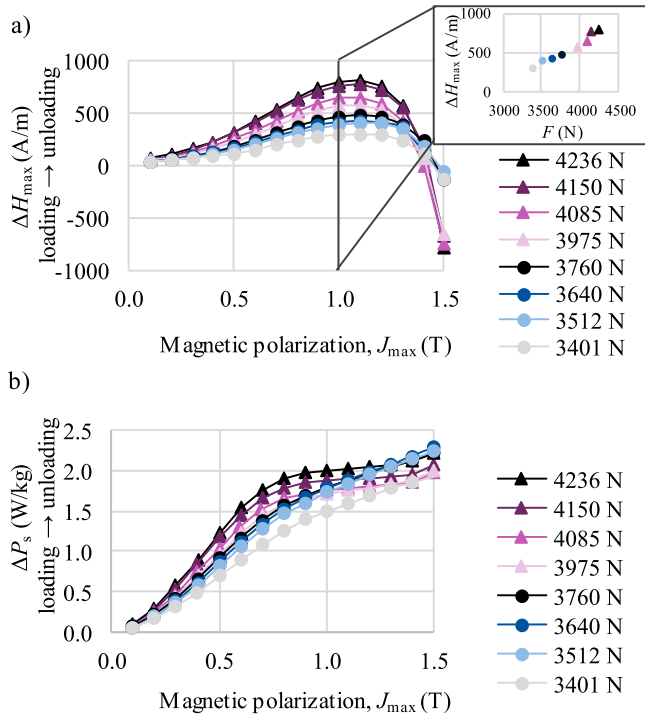 a)
ΔHmax (A/m)
loading → unloading
1000
500
0
-500
-1000
0.0 0.5 1.0 1.5
Magnetic polarization, Jmax (T)
ΔHmax (A/m)
1000
500
0
3000 3500 4000 4500
F (N)
4236 N
4150 N
4085 N
3975 N
3760 N
3640 N
3512 N
3401 N
b)
ΔPs (W/kg)
loading → unloading
2.5
2.0
1.5
1.0
0.5
0.0
0.0 0.5 1.0 1.5
Magnetic polarization, Jmax (T)
4236 N
4150 N
4085 N
3975 N
3760 N
3640 N
3512 N
3401 N